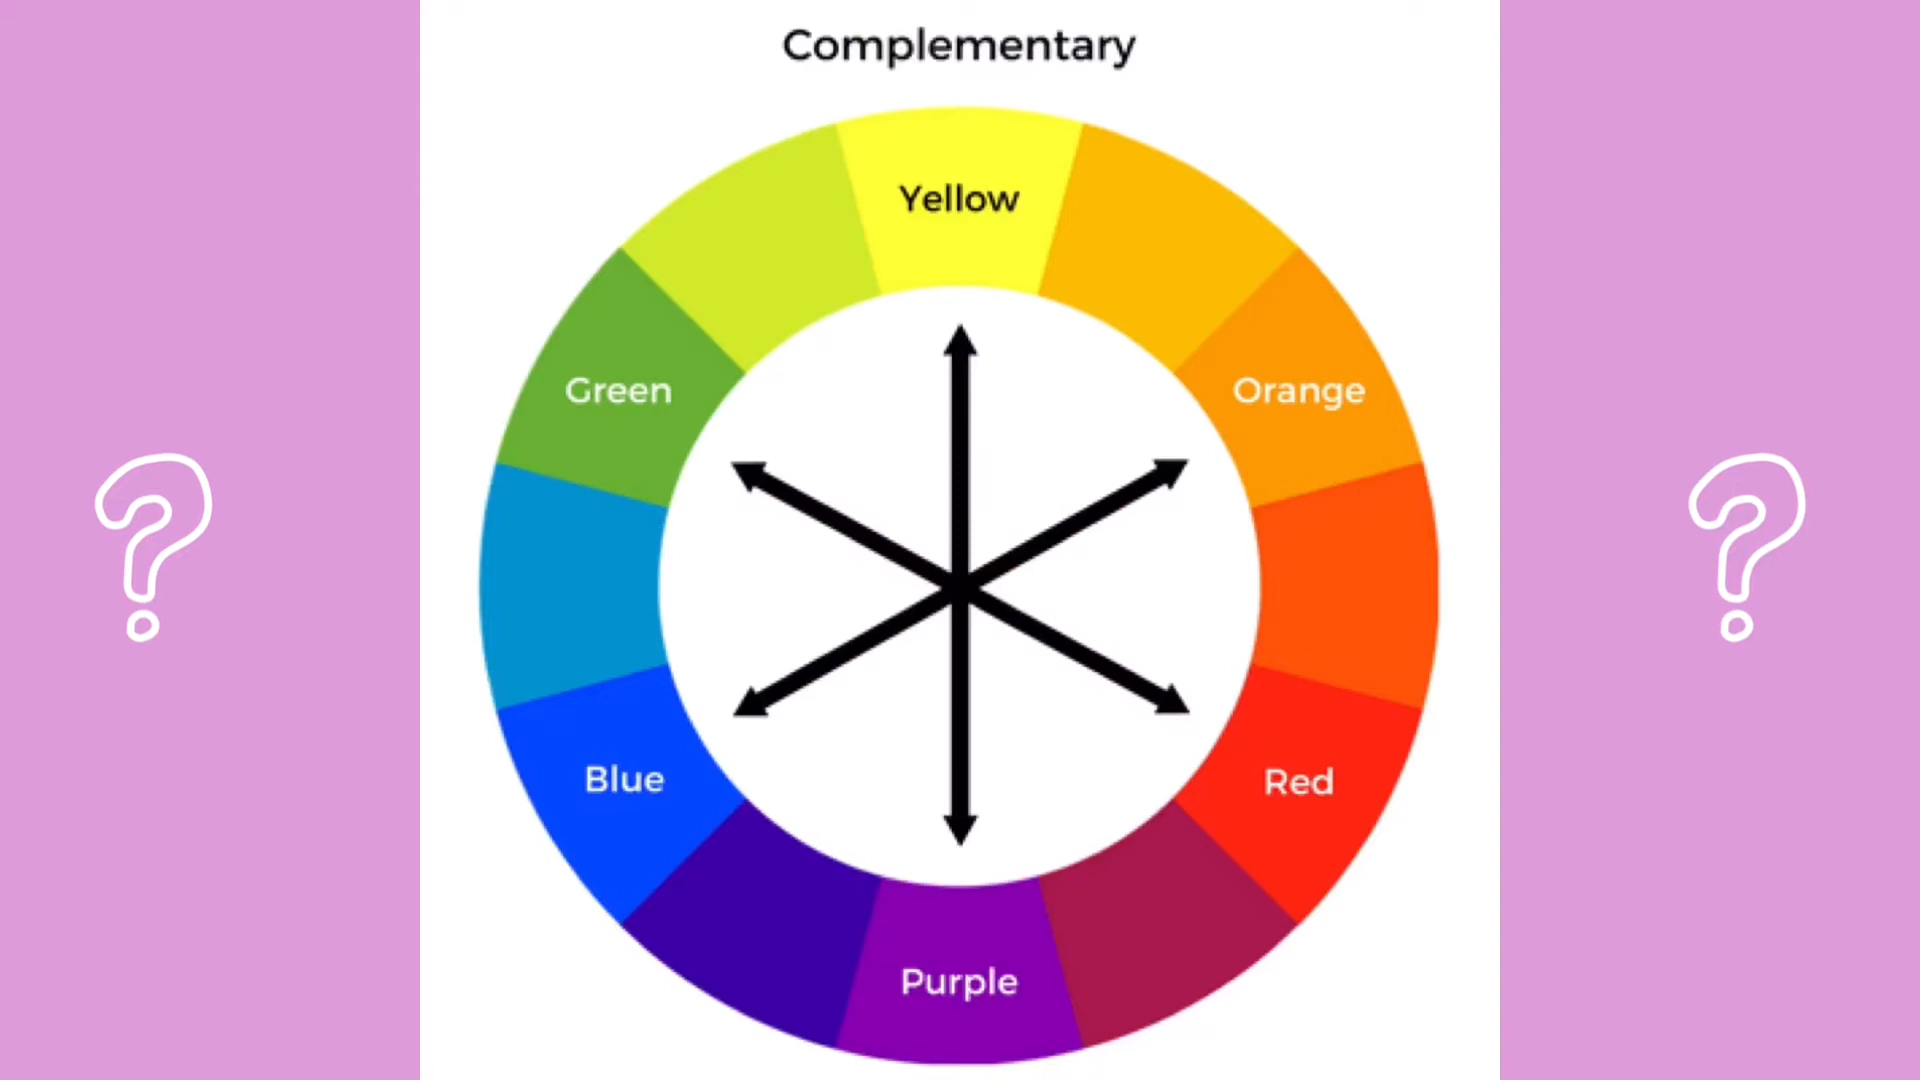 Complementary
Yellow
Green
Orange
?
?
Blue
Red
Purple